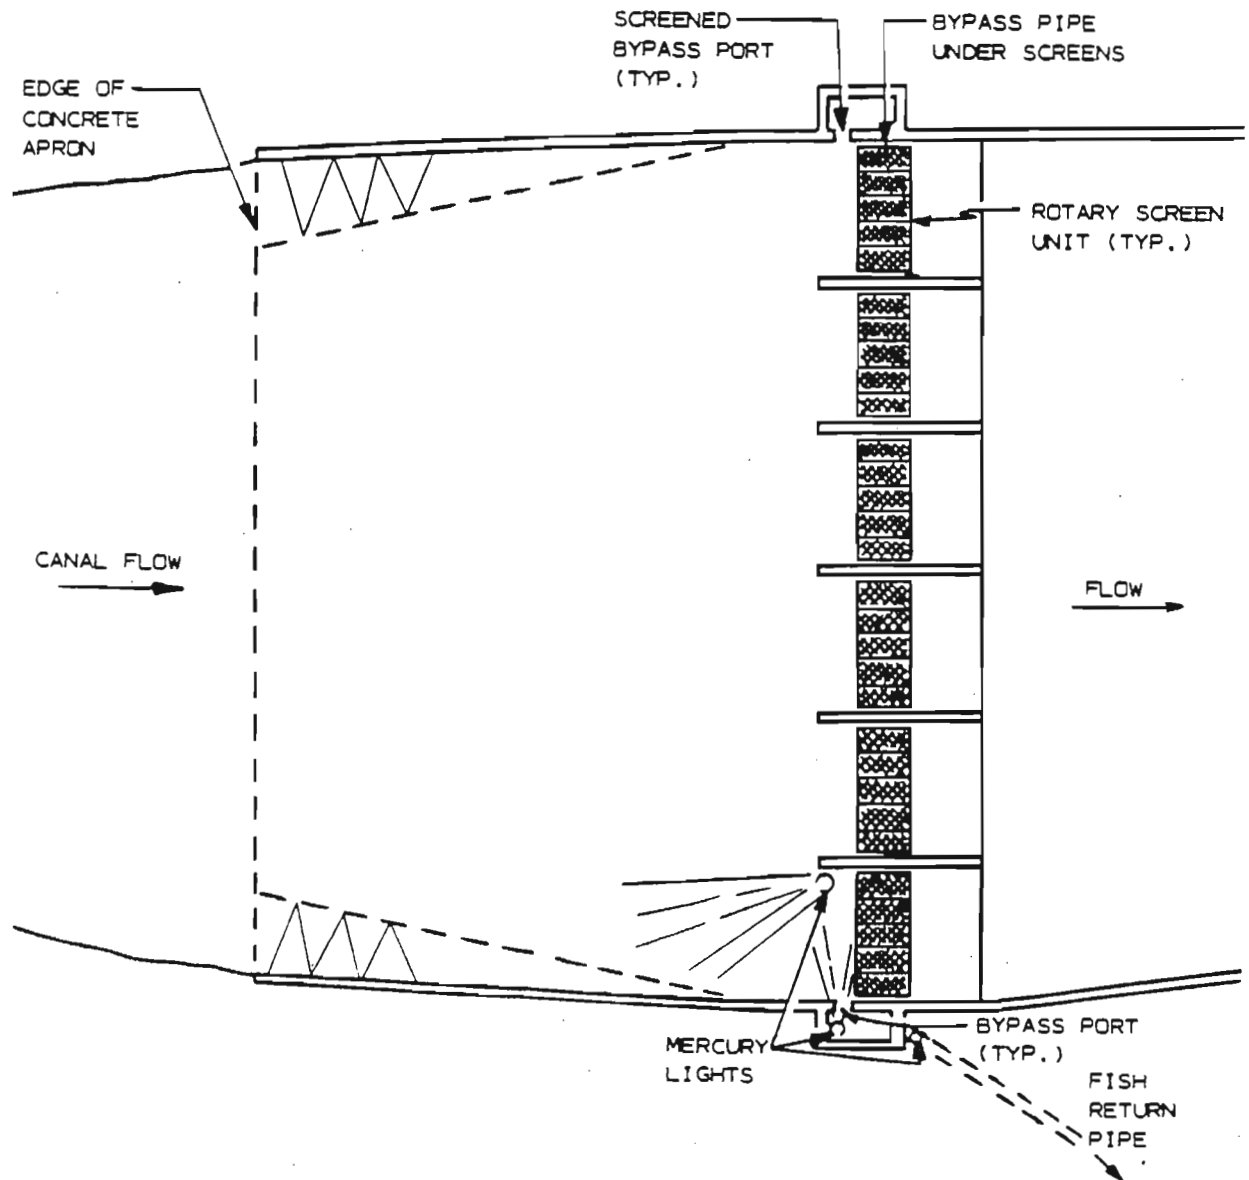 SCREENED
BYPASS PORT
(TYP.)
BYPASS PIPE
UNDER SCREENS
EDGE OF
CONCRETE
APRON
ROTARY SCREEN
UNIT (TYP.)
CANAL FLOW
FLOW
MERCURY
LIGHTS
BYPASS PORT
(TYP.)
FISH
RETURN
PIPE